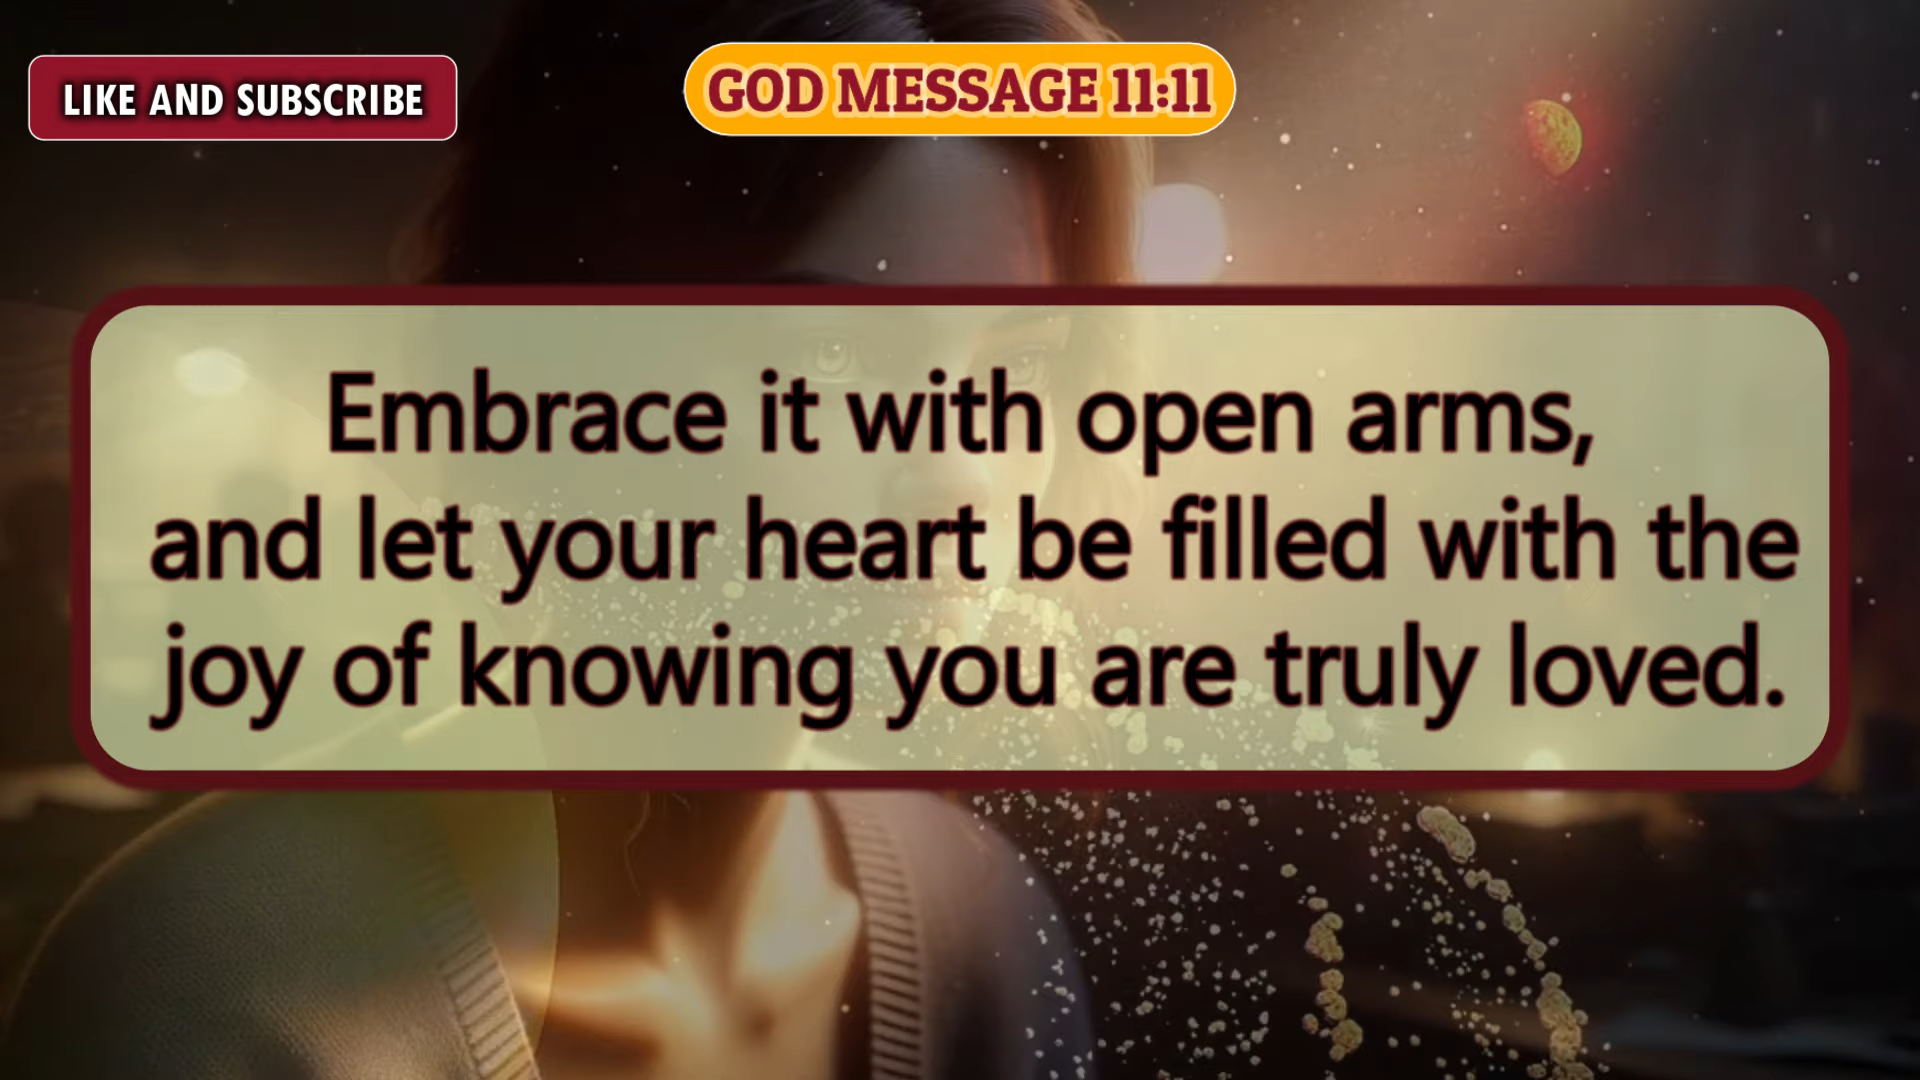 LIKE AND SUBSCRIBE
GOD MESSAGE 11:11
Embrace it with open arms,
and let your heart be filled with the
joy of knowing you are truly loved.